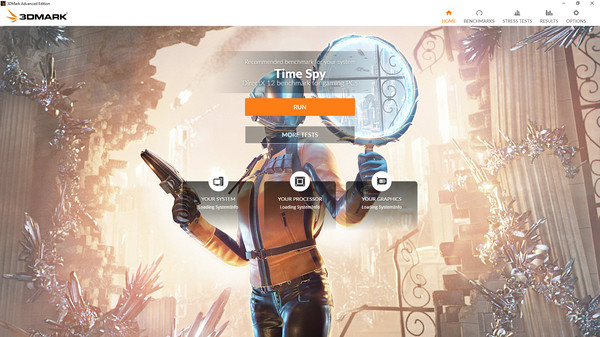 3DMark Advanced Edition
3DMARK
HOME
BENCHMARKS
STRESS TESTS
RESULTS
OPTIONS
Recommended benchmark for your system
Time Spy
DirectX 12 benchmark for gaming PC
RUN
MORE TESTS
YOUR SYSTEM
Loading SystemInfo
YOUR PROCESSOR
Loading SystemInfo
YOUR GRAPHICS
Loading SystemInfo